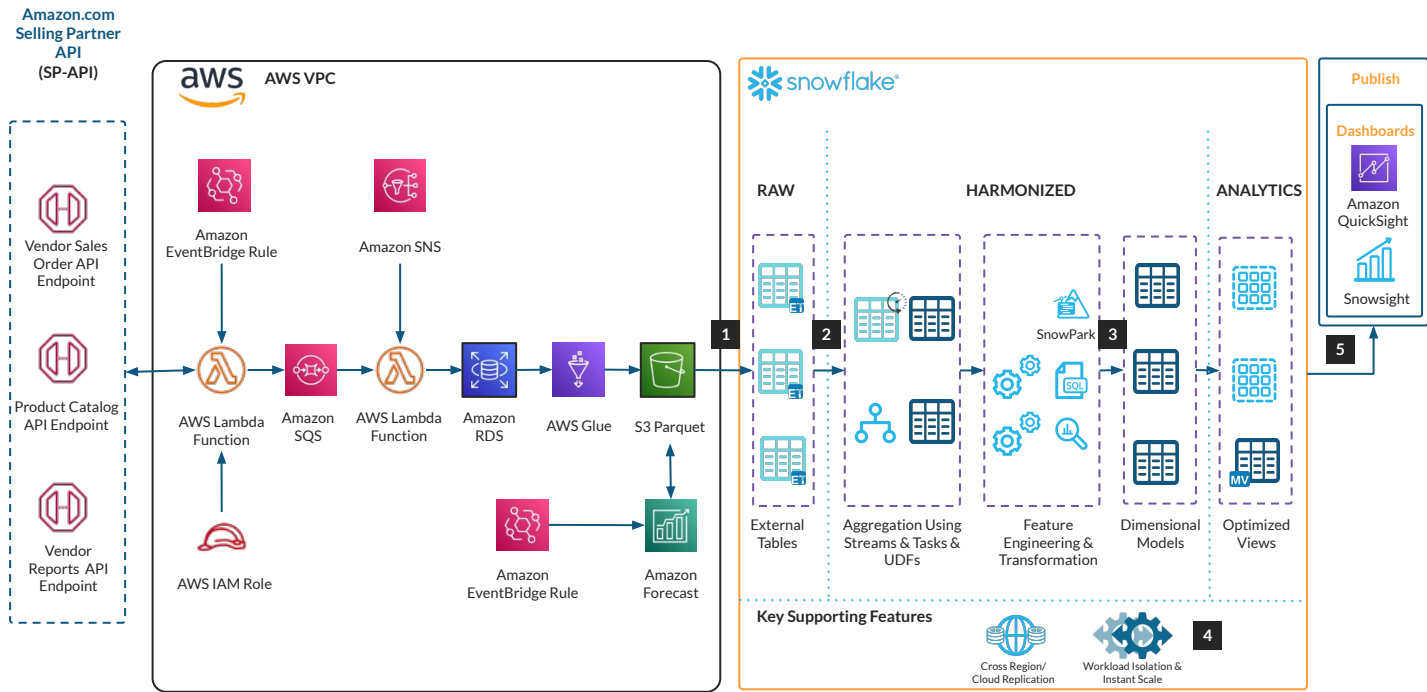 Amazon.com
Selling Partner
API
(SP-API)
Vendor Sales
Order API
Endpoint
Product Catalog
API Endpoint
Vendor
Reports API
Endpoint
aws
AWS VPC
Amazon
EventBridge Rule
Amazon SNS
AWS Lambda
Function
Amazon
SQS
AWS Lambda
Function
Amazon
RDS
AWS Glue
S3 Parquet
AWS IAM Role
Amazon
EventBridge Rule
Amazon
Forecast
1
snowflake®
RAW
HARMONIZED
ANALYTICS
ET
ET
ET
2
SnowPark
3
SQL
MV
External
Tables
Aggregation Using
Streams & Tasks &
UDFs
Feature
Engineering &
Transformation
Dimensional
Models
Optimized
Views
Key Supporting Features
Cross Region/
Cloud Replication
Workload Isolation &
Instant Scale
4
5
Publish
Dashboards
Amazon
QuickSight
Snowsight